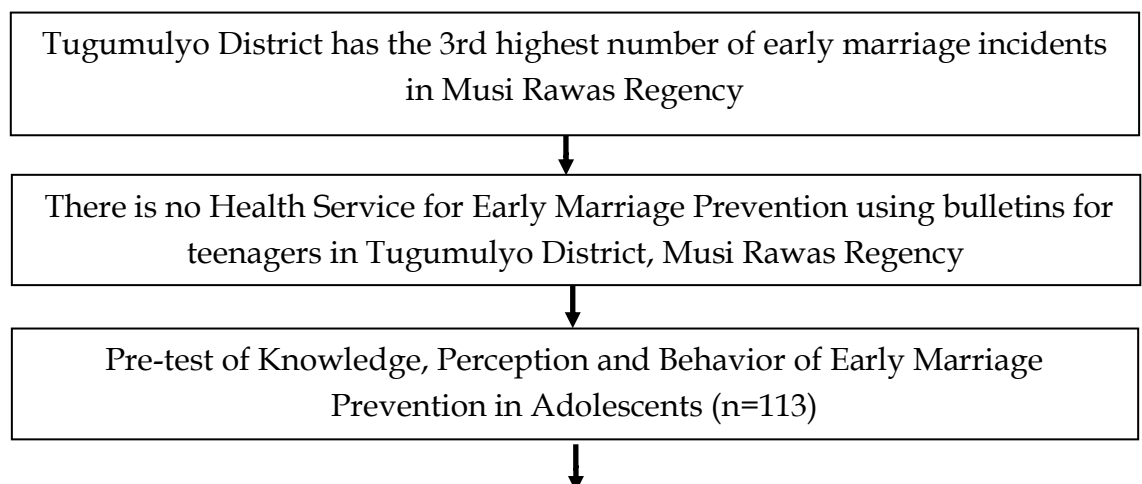 Tugumulyo District has the 3rd highest number of early marriage incidents
in Musi Rawas Regency
There is no Health Service for Early Marriage Prevention using bulletins for
teenagers in Tugumulyo District, Musi Rawas Regency
Pre-test of Knowledge, Perception and Behavior of Early Marriage
Prevention in Adolescents (n=113)